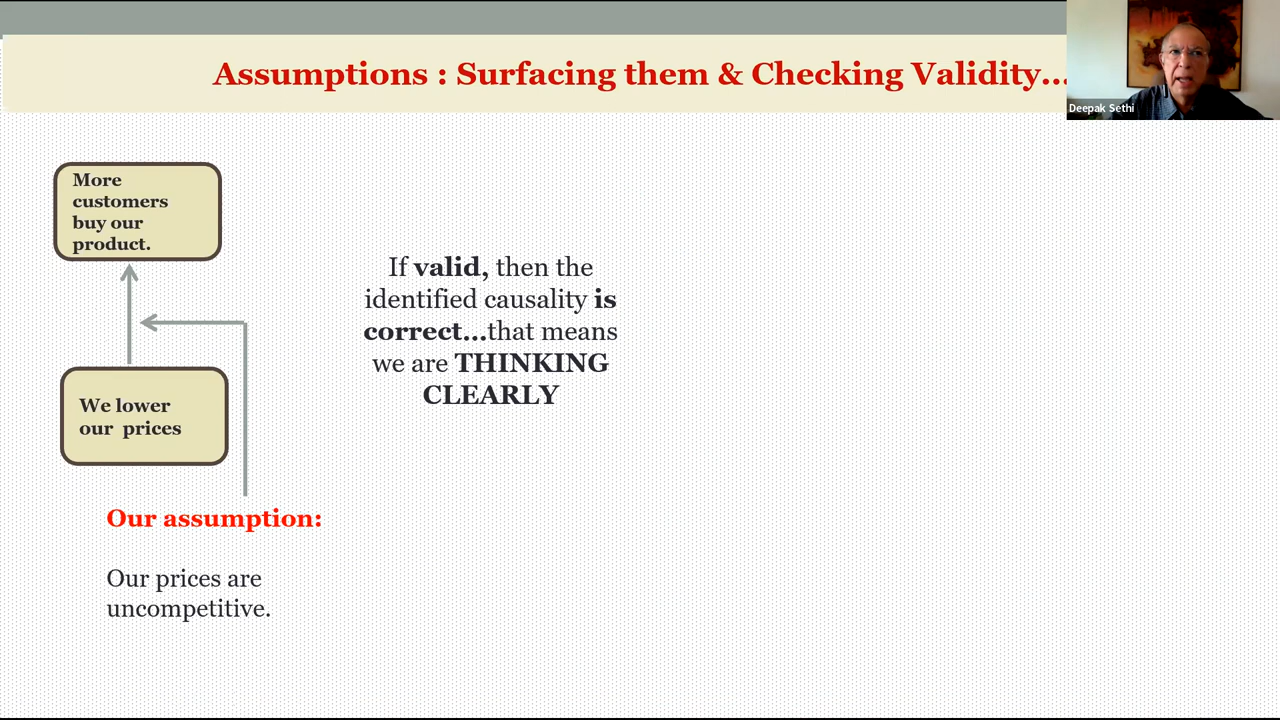 Assumptions : Surfacing them & Checking Validity...
Deepak Sethi
More
customers
buy our
product.
If valid, then the
identified causality is
correct...that means
we are THINKING
CLEARLY
We lower
our prices
Our assumption:
Our prices are
uncompetitive.